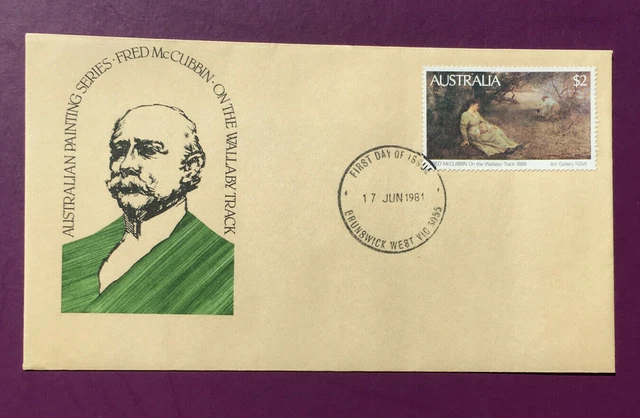 AUSTRALIAN PAINTING SERIES · FRED McCUBBIN · ON THE WALLABY TRACK
AUSTRALIA $2
FRED McCUBBIN On the Wallaby Track 1896 Art Gallery NSW
FIRST DAY OF ISSUE
17 JUN 1981
BRUNSWICK WEST VIC 3055